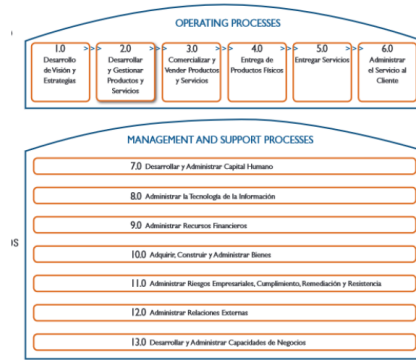 OPERATING PROCESSES
1.0 >>> 2.0 >>> 3.0 >>> 4.0 >>> 5.0 >>> 6.0
Desarrollo de Visión y Estrategias
Desarrollar y Gestionar Productos y Servicios
Comercializar y Vender Productos y Servicios
Entrega de Productos Físicos
Entregar Servicios
Administrar el Servicio al Cliente
MANAGEMENT AND SUPPORT PROCESSES
7.0 Desarrollar y Administrar Capital Humano
8.0 Administrar la Tecnología de la Información
9.0 Administrar Recursos Financieros
OS
10.0 Adquirir, Construir y Administrar Bienes
11.0 Administrar Riesgos Empresariales, Cumplimiento, Remediación y Resistencia
12.0 Administrar Relaciones Externas
13.0 Desarrollar y Administrar Capacidades de Negocios